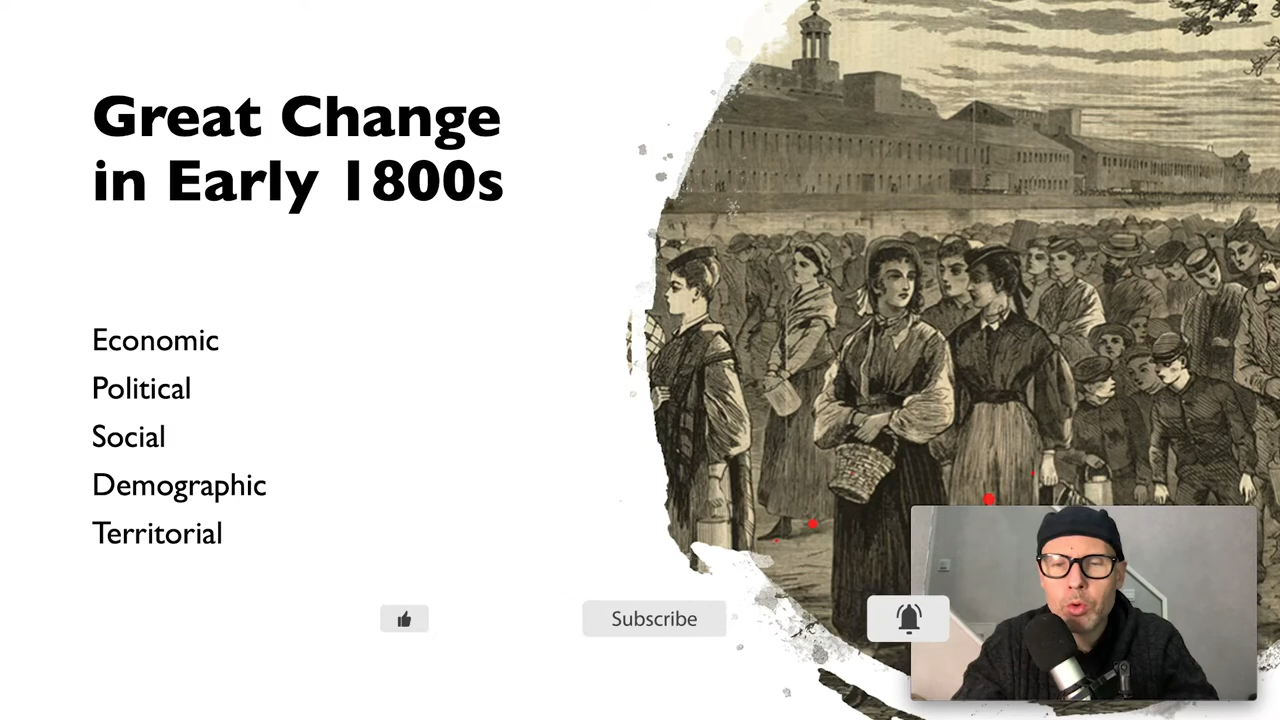 Great Change
in Early 1800s
Economic
Political
Social
Demographic
Territorial
Subscribe